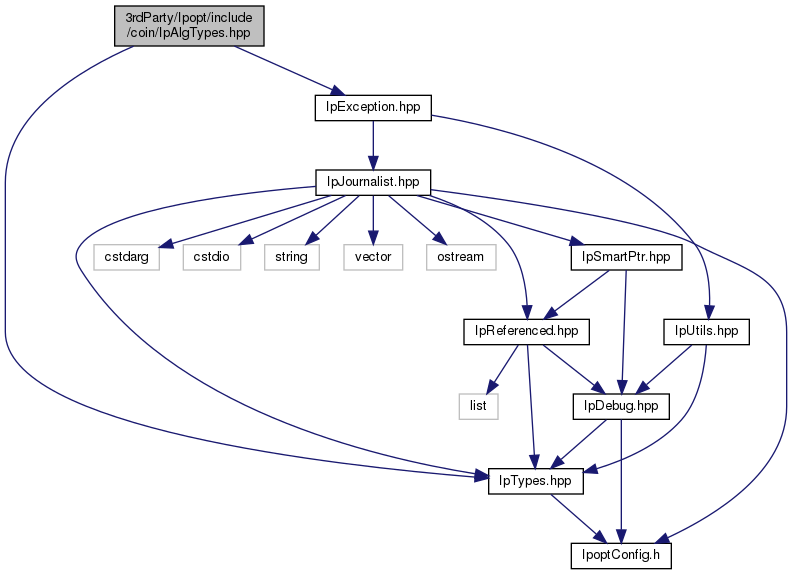 3rdParty/Ipopt/include
/coin/IpAlgTypes.hpp
IpException.hpp
IpJournalist.hpp
cstdarg
cstdio
string
vector
ostream
IpSmartPtr.hpp
IpReferenced.hpp
IpUtils.hpp
list
IpDebug.hpp
IpTypes.hpp
IpoptConfig.h